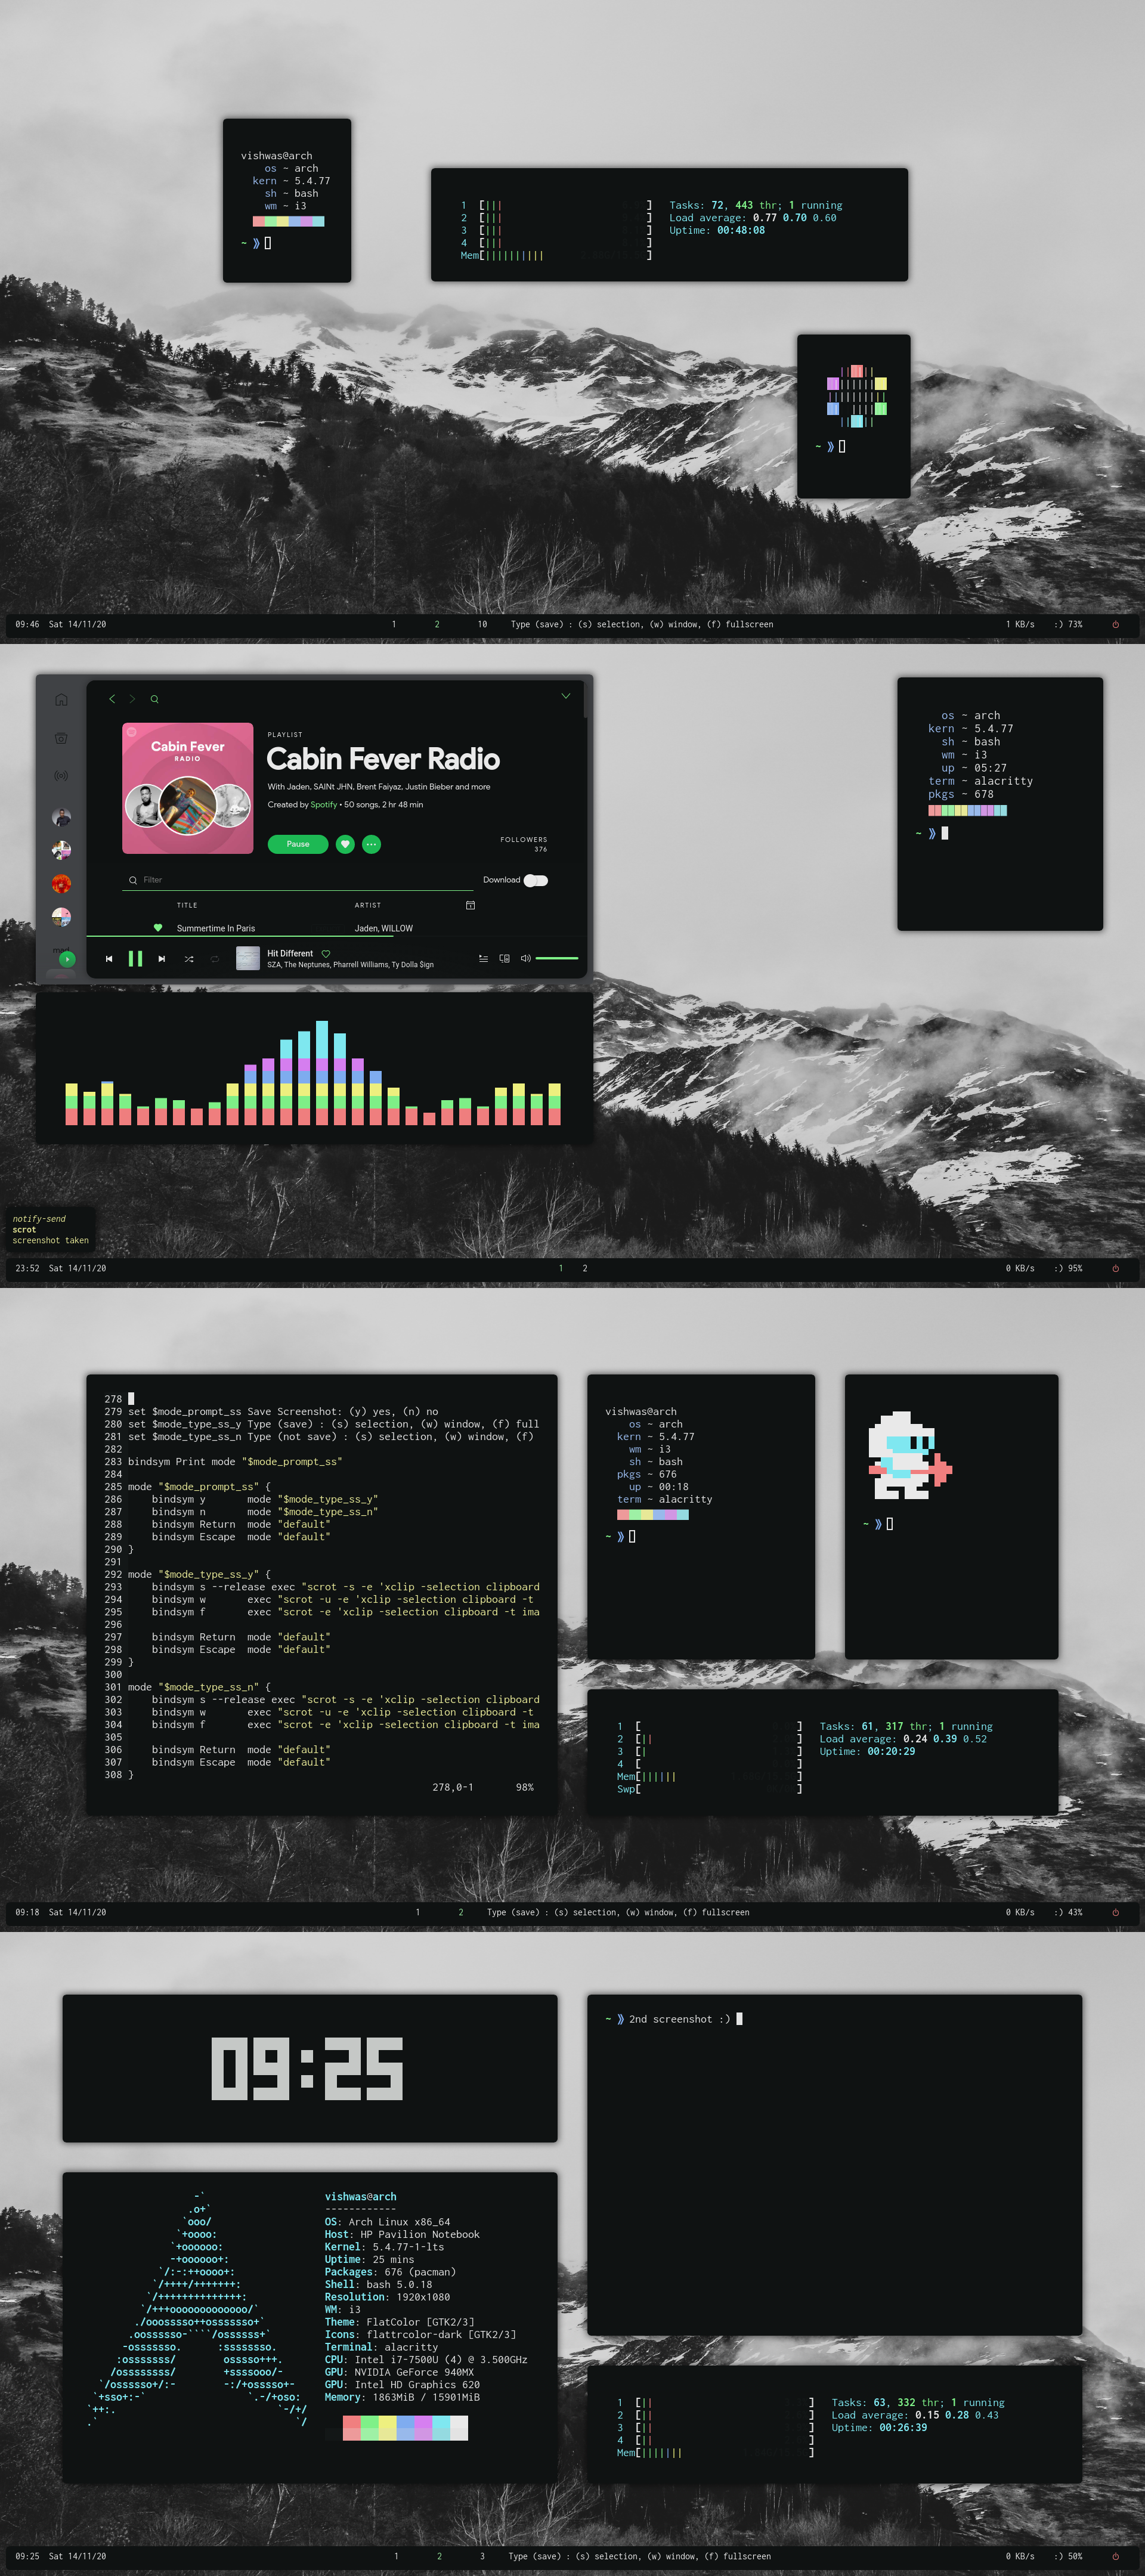 vishwas@arch
os ~ arch
kern ~ 5.4.77
sh ~ bash
wm ~ i3
~ ⟫
1 [||| ]
2 [||| ]
3 [||| ]
4 [||| ]
Mem[|||||||||| ]
Tasks: 72, 443 thr; 1 running
Load average: 0.77 0.70 0.60
Uptime: 00:48:08
~ ⟫
09:46 Sat 14/11/20
1 2 10 Type (save) : (s) selection, (w) window, (f) fullscreen
1 KB/s :) 73%
PLAYLIST
Cabin Fever
RADIO
Cabin Fever Radio
With Jaden, SAINt JHN, Brent Faiyaz, Justin Bieber and more
Created by Spotify • 50 songs, 2 hr 48 min
Pause
FOLLOWERS
376
Filter
Download
TITLE ARTIST
Summertime In Paris Jaden, WILLOW
Hit Different
SZA, The Neptunes, Pharrell Williams, Ty Dolla $ign
os ~ arch
kern ~ 5.4.77
sh ~ bash
wm ~ i3
up ~ 05:27
term ~ alacritty
pkgs ~ 678
~ ⟫
notify-send
scrot
screenshot taken
23:52 Sat 14/11/20
1 2
0 KB/s :) 95%
278
279 set $mode_prompt_ss Save Screenshot: (y) yes, (n) no
280 set $mode_type_ss_y Type (save) : (s) selection, (w) window, (f) full
281 set $mode_type_ss_n Type (not save) : (s) selection, (w) window, (f)
282
283 bindsym Print mode "$mode_prompt_ss"
284
285 mode "$mode_prompt_ss" {
286     bindsym y       mode "$mode_type_ss_y"
287     bindsym n       mode "$mode_type_ss_n"
288     bindsym Return  mode "default"
289     bindsym Escape  mode "default"
290 }
291
292 mode "$mode_type_ss_y" {
293     bindsym s --release exec "scrot -s -e 'xclip -selection clipboard
294     bindsym w       exec "scrot -u -e 'xclip -selection clipboard -t
295     bindsym f       exec "scrot -e 'xclip -selection clipboard -t ima
296
297     bindsym Return  mode "default"
298     bindsym Escape  mode "default"
299 }
300
301 mode "$mode_type_ss_n" {
302     bindsym s --release exec "scrot -s -e 'xclip -selection clipboard
303     bindsym w       exec "scrot -u -e 'xclip -selection clipboard -t
304     bindsym f       exec "scrot -e 'xclip -selection clipboard -t ima
305
306     bindsym Return  mode "default"
307     bindsym Escape  mode "default"
308 }
278,0-1 98%
vishwas@arch
os ~ arch
kern ~ 5.4.77
wm ~ i3
sh ~ bash
pkgs ~ 676
up ~ 00:18
term ~ alacritty
~ ⟫
~ ⟫
1 [ ]
2 [|| ]
3 [| ]
4 [ ]
Mem[|||||| ]
Swp[ ]
Tasks: 61, 317 thr; 1 running
Load average: 0.24 0.39 0.52
Uptime: 00:20:29
09:18 Sat 14/11/20
1 2 Type (save) : (s) selection, (w) window, (f) fullscreen
0 KB/s :) 43%
09:25
~ ⟫ 2nd screenshot :)
-`
.o+`
`ooo/
`+oooo:
`+oooooo:
-+oooooo+:
`/:-:++oooo+:
`/++++/+++++++:
`/++++++++++++++:
`/+++ooooooooooooo/`
./ooosssso++osssssso+`
.oossssso-````/ossssss+`
-osssssso.      :ssssssso.
:osssssss/        osssso+++.
/ossssssss/        +ssssooo/-
`/ossssso+/:-        -:/+osssso+-
`+sso+:-`                 `.-/+oso:
`++:.                           `-/+/
.`                                 `/
vishwas@arch
------------
OS: Arch Linux x86_64
Host: HP Pavilion Notebook
Kernel: 5.4.77-1-lts
Uptime: 25 mins
Packages: 676 (pacman)
Shell: bash 5.0.18
Resolution: 1920x1080
WM: i3
Theme: FlatColor [GTK2/3]
Icons: flattrcolor-dark [GTK2/3]
Terminal: alacritty
CPU: Intel i7-7500U (4) @ 3.500GHz
GPU: NVIDIA GeForce 940MX
GPU: Intel HD Graphics 620
Memory: 1863MiB / 15901MiB
1 [|| ]
2 [|| ]
3 [|| ]
4 [|| ]
Mem[||||||| ]
Tasks: 63, 332 thr; 1 running
Load average: 0.15 0.28 0.43
Uptime: 00:26:39
09:25 Sat 14/11/20
1 2 3 Type (save) : (s) selection, (w) window, (f) fullscreen
0 KB/s :) 50%